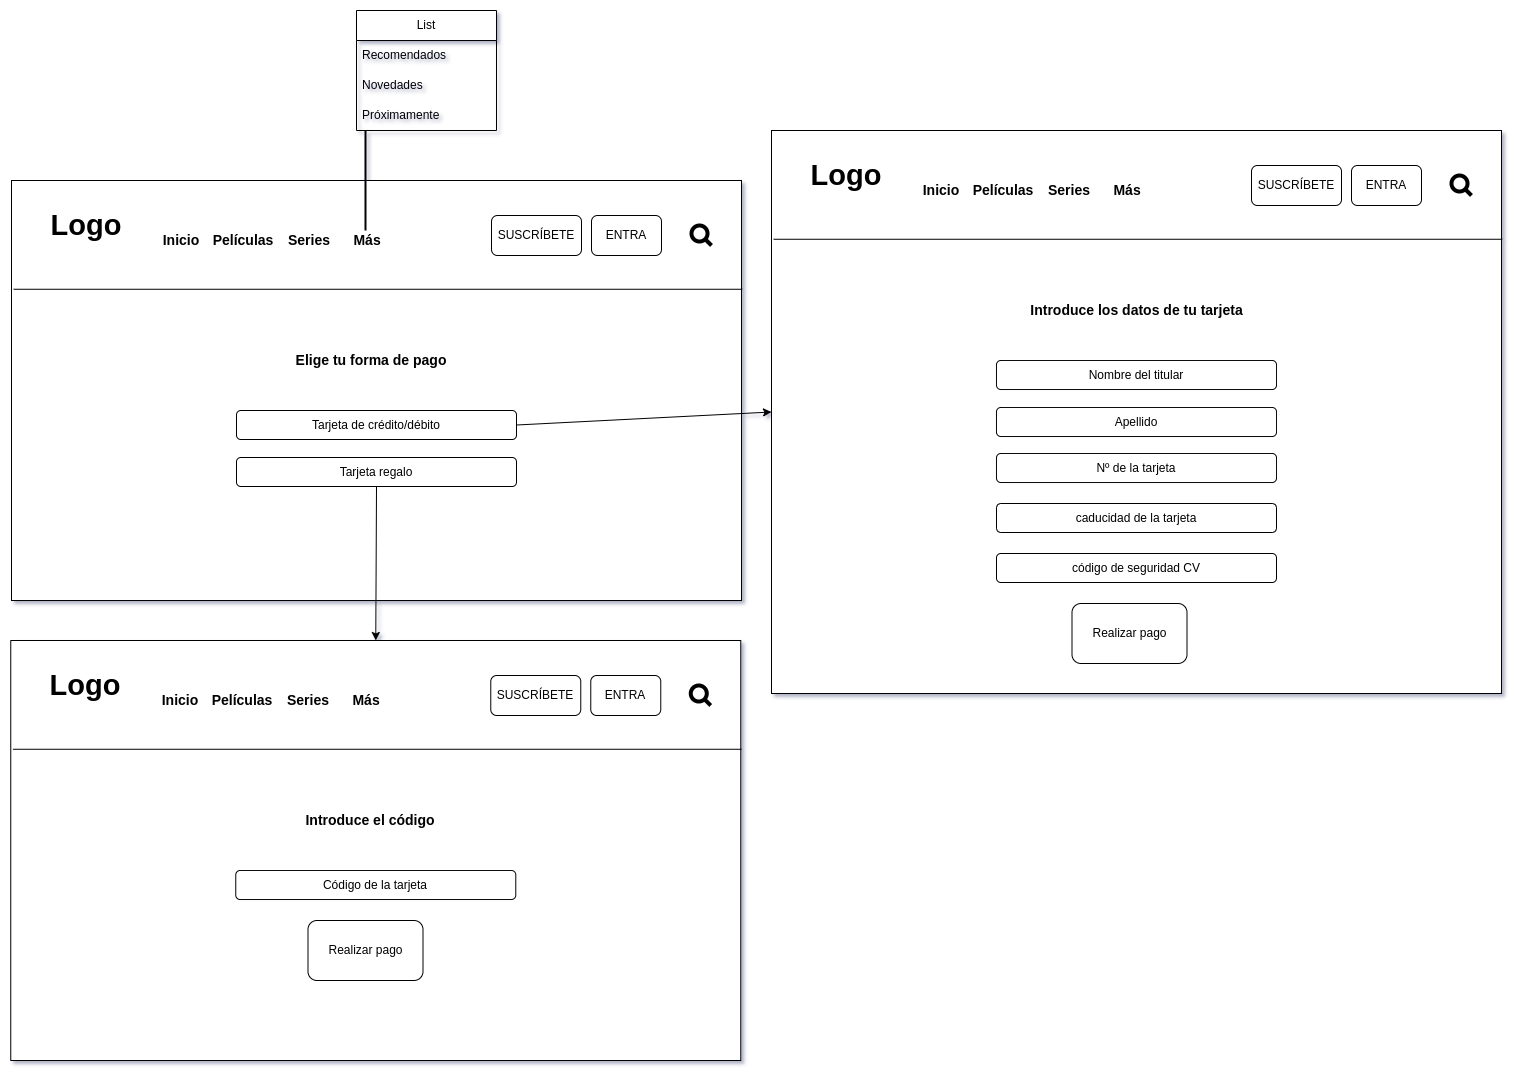 List
Recomendados
Novedades
Próximamente
Logo
Inicio Películas Series Más
SUSCRÍBETE
ENTRA
Elige tu forma de pago
Tarjeta de crédito/débito
Tarjeta regalo
Logo
Inicio Películas Series Más
SUSCRÍBETE
ENTRA
Introduce los datos de tu tarjeta
Nombre del titular
Apellido
Nº de la tarjeta
caducidad de la tarjeta
código de seguridad CV
Realizar pago
Logo
Inicio Películas Series Más
SUSCRÍBETE
ENTRA
Introduce el código
Código de la tarjeta
Realizar pago